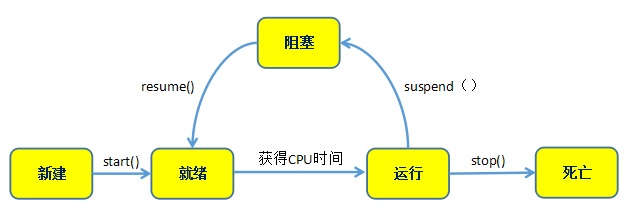 阻塞
resume()
suspend（）
新建
start()
就绪
获得CPU时间
运行
stop()
死亡